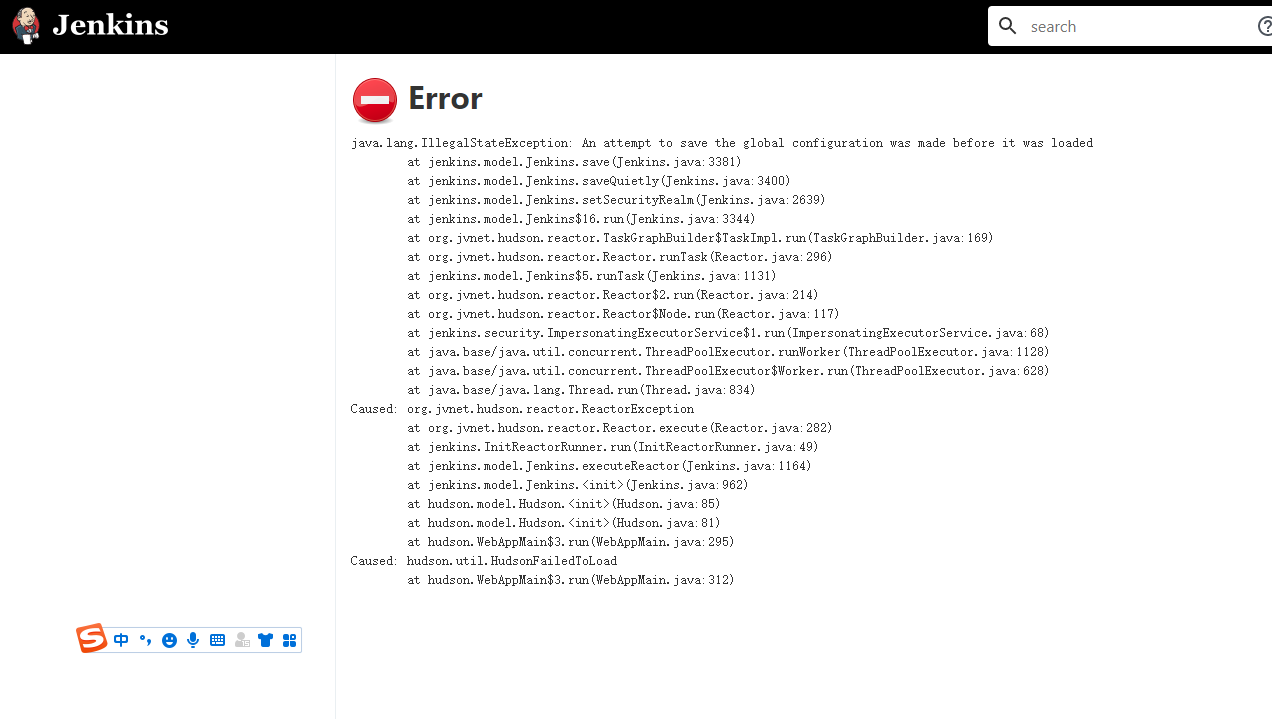 Jenkins
search
Error
java.lang.IllegalStateException: An attempt to save the global configuration was made before it was loaded
at jenkins.model.Jenkins.save(Jenkins.java:3381)
at jenkins.model.Jenkins.saveQuietly(Jenkins.java:3400)
at jenkins.model.Jenkins.setSecurityRealm(Jenkins.java:2639)
at jenkins.model.Jenkins$16.run(Jenkins.java:3344)
at org.jvnet.hudson.reactor.TaskGraphBuilder$TaskImpl.run(TaskGraphBuilder.java:169)
at org.jvnet.hudson.reactor.Reactor.runTask(Reactor.java:296)
at jenkins.model.Jenkins$5.runTask(Jenkins.java:1131)
at org.jvnet.hudson.reactor.Reactor$2.run(Reactor.java:214)
at org.jvnet.hudson.reactor.Reactor$Node.run(Reactor.java:117)
at jenkins.security.ImpersonatingExecutorService$1.run(ImpersonatingExecutorService.java:68)
at java.base/java.util.concurrent.ThreadPoolExecutor.runWorker(ThreadPoolExecutor.java:1128)
at java.base/java.util.concurrent.ThreadPoolExecutor$Worker.run(ThreadPoolExecutor.java:628)
at java.base/java.lang.Thread.run(Thread.java:834)
Caused: org.jvnet.hudson.reactor.ReactorException
at org.jvnet.hudson.reactor.Reactor.execute(Reactor.java:282)
at jenkins.InitReactorRunner.run(InitReactorRunner.java:49)
at jenkins.model.Jenkins.executeReactor(Jenkins.java:1164)
at jenkins.model.Jenkins.<init>(Jenkins.java:962)
at hudson.model.Hudson.<init>(Hudson.java:85)
at hudson.model.Hudson.<init>(Hudson.java:81)
at hudson.WebAppMain$3.run(WebAppMain.java:295)
Caused: hudson.util.HudsonFailedToLoad
at hudson.WebAppMain$3.run(WebAppMain.java:312)
S 中